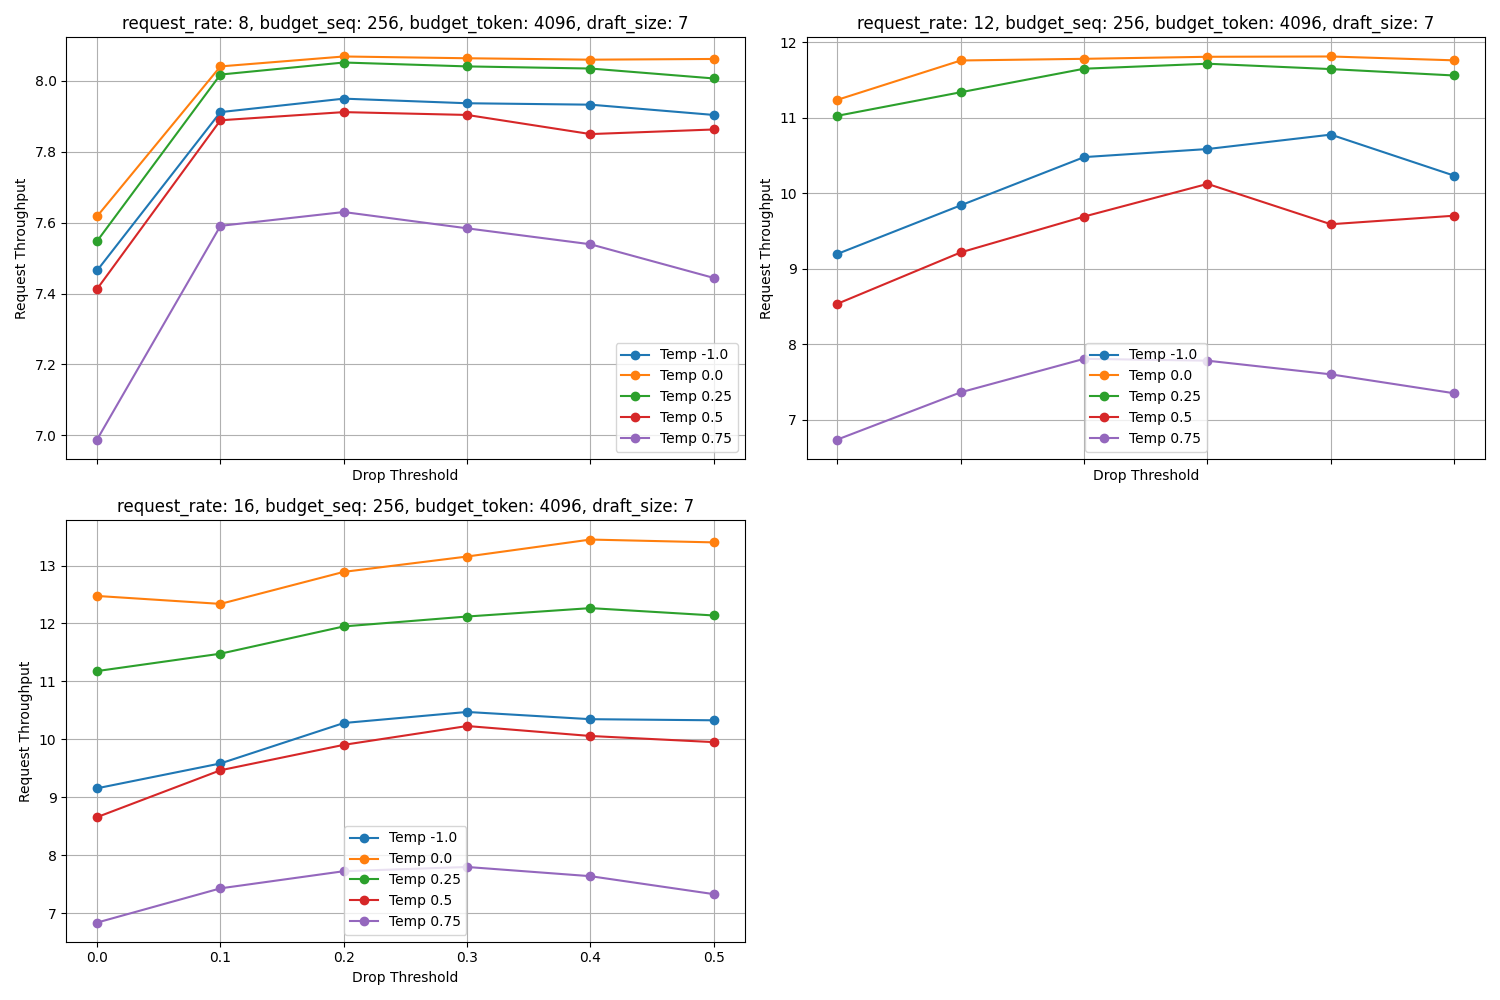 request_rate: 8, budget_seq: 256, budget_token: 4096, draft_size: 7
8.0
7.8
7.6
7.4
7.2
7.0
Request Throughput
Temp -1.0
Temp 0.0
Temp 0.25
Temp 0.5
Temp 0.75
Drop Threshold
request_rate: 12, budget_seq: 256, budget_token: 4096, draft_size: 7
12
11
10
9
8
7
Request Throughput
Temp -1.0
Temp 0.0
Temp 0.25
Temp 0.5
Temp 0.75
Drop Threshold
request_rate: 16, budget_seq: 256, budget_token: 4096, draft_size: 7
13
12
11
10
9
8
7
Request Throughput
Temp -1.0
Temp 0.0
Temp 0.25
Temp 0.5
Temp 0.75
0.0 0.1 0.2 0.3 0.4 0.5
Drop Threshold